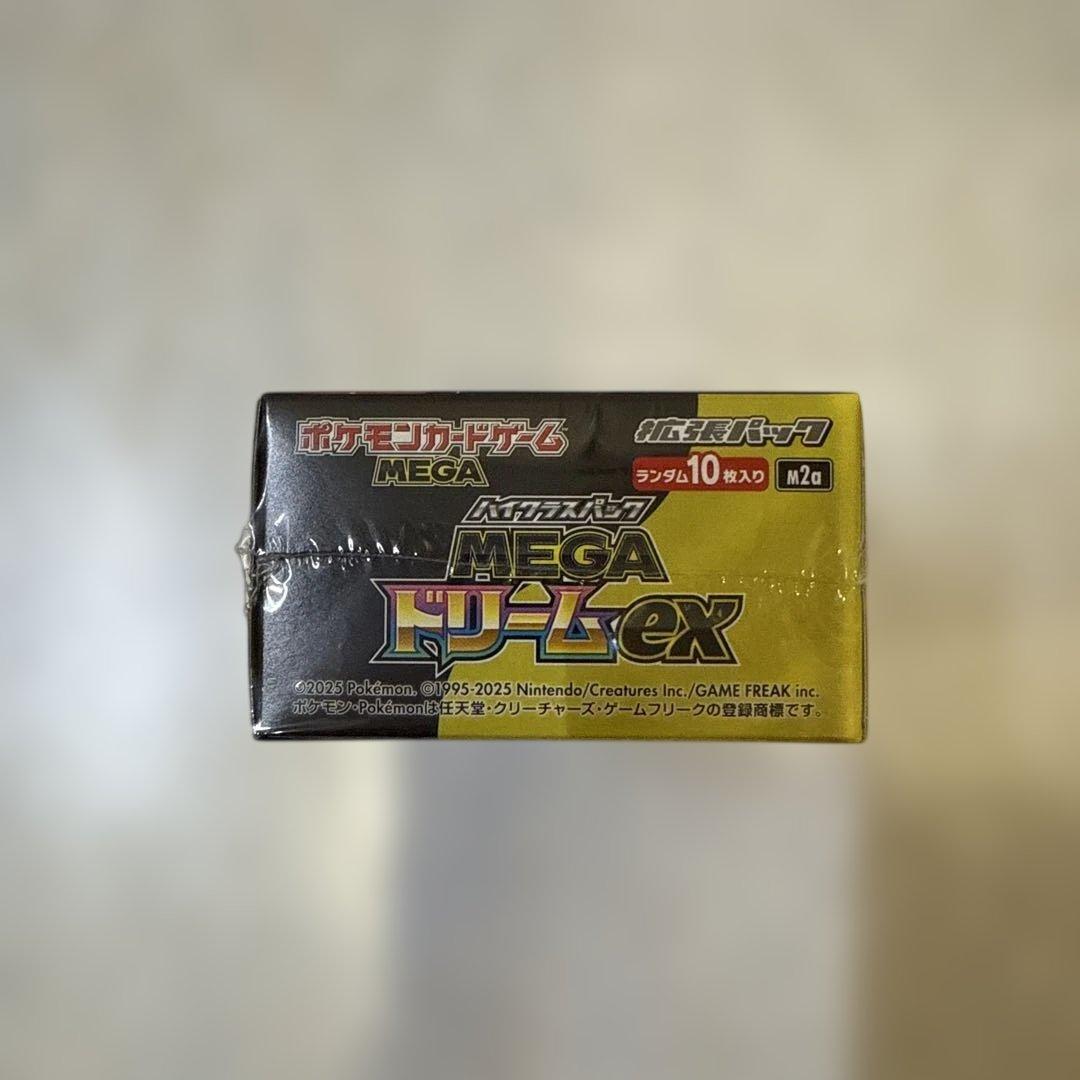 ポケモンカードゲーム
MEGA
拡張パック
ランダム10枚入り M2a
ハイクラスパック
MEGA
ドリームex
©2025 Pokémon. ©1995-2025 Nintendo/Creatures Inc./GAME FREAK inc.
ポケモン・Pokémonは任天堂・クリーチャーズ・ゲームフリークの登録商標です。